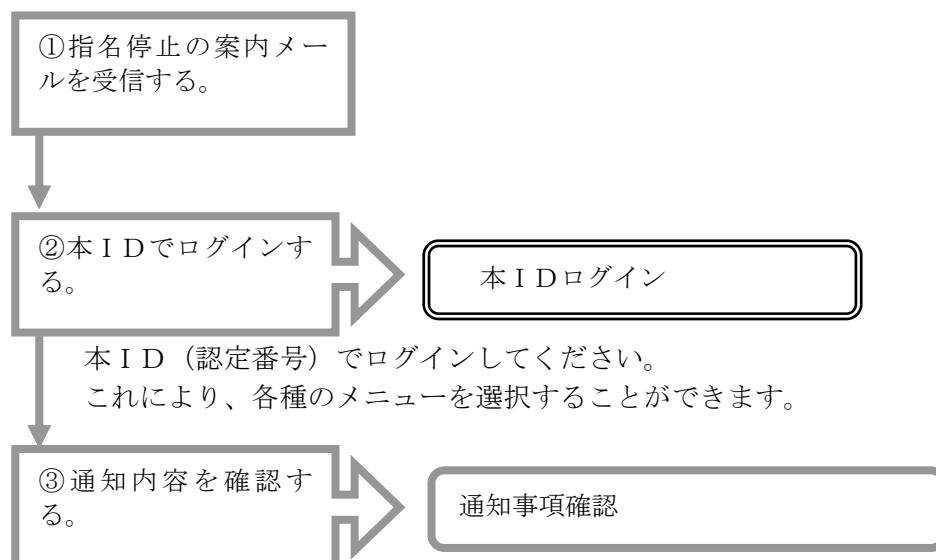 ①指名停止の案内メー
ルを受信する。
②本ＩＤでログインす
る。
本ＩＤログイン
本ＩＤ（認定番号）でログインしてください。
これにより、各種のメニューを選択することができます。
③通知内容を確認す
る。
通知事項確認